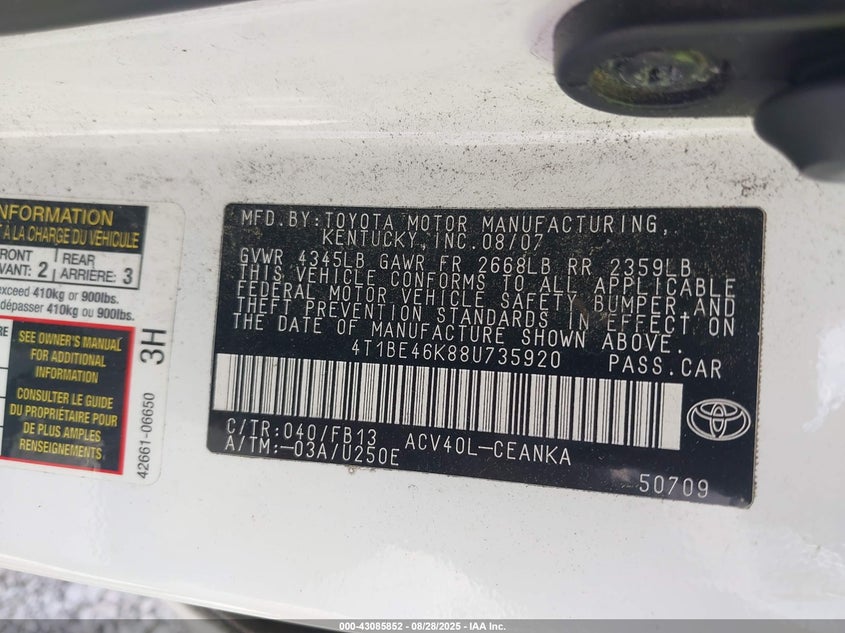 NFORMATION
T À LA CHARGE DU VÉHICULE
FRONT
VANT: 2
REAR
ARRIÈRE: 3
exceed 410kg or 900lbs.
dépasser 410kg ou 900lbs.
SEE OWNER'S MANUAL
FOR ADDITIONAL
INFORMATION
CONSULTER LE GUIDE
DU PROPRIÉTAIRE POUR
DE PLUS AMPLES
RENSEIGNEMENTS
3H
42661-06650
MFD.BY:TOYOTA MOTOR MANUFACTURING,
KENTUCKY,INC.08/07
GVWR 4345LB GAWR FR 2668LB RR 2359LB
THIS VEHICLE CONFORMS TO ALL APPLICABLE
FEDERAL MOTOR VEHICLE SAFETY,BUMPER,AND
THEFT PREVENTION STANDARDS IN EFFECT ON
THE DATE OF MANUFACTURE SHOWN ABOVE.
4T1BE46K88U735920 PASS.CAR
C/TR:040/FB13 ACV40L-CEANKA
A/TM:-03A/U250E
50709
000-43085852 | 08/28/2025 - IAA Inc.